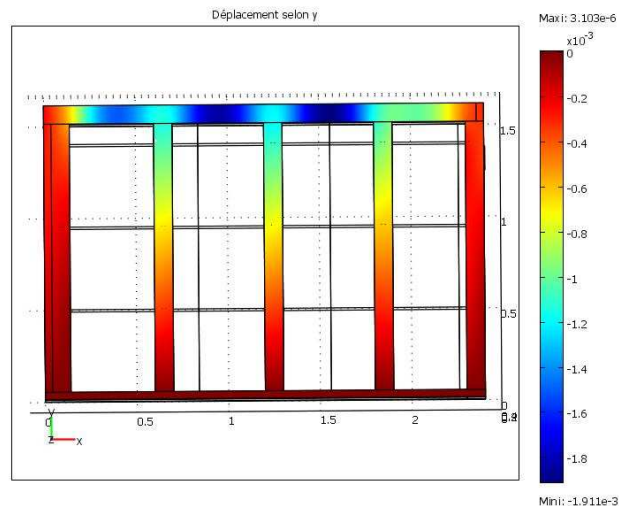 Déplacement selon y
Maxi: 3.103e-6
x10⁻³
0
-0.2
-0.4
-0.6
-0.8
-1
-1.2
-1.4
-1.6
-1.8
Mini: -1.911e-3
1.5
1
0.5
0
0
0.5
1
1.5
2
y
z
x